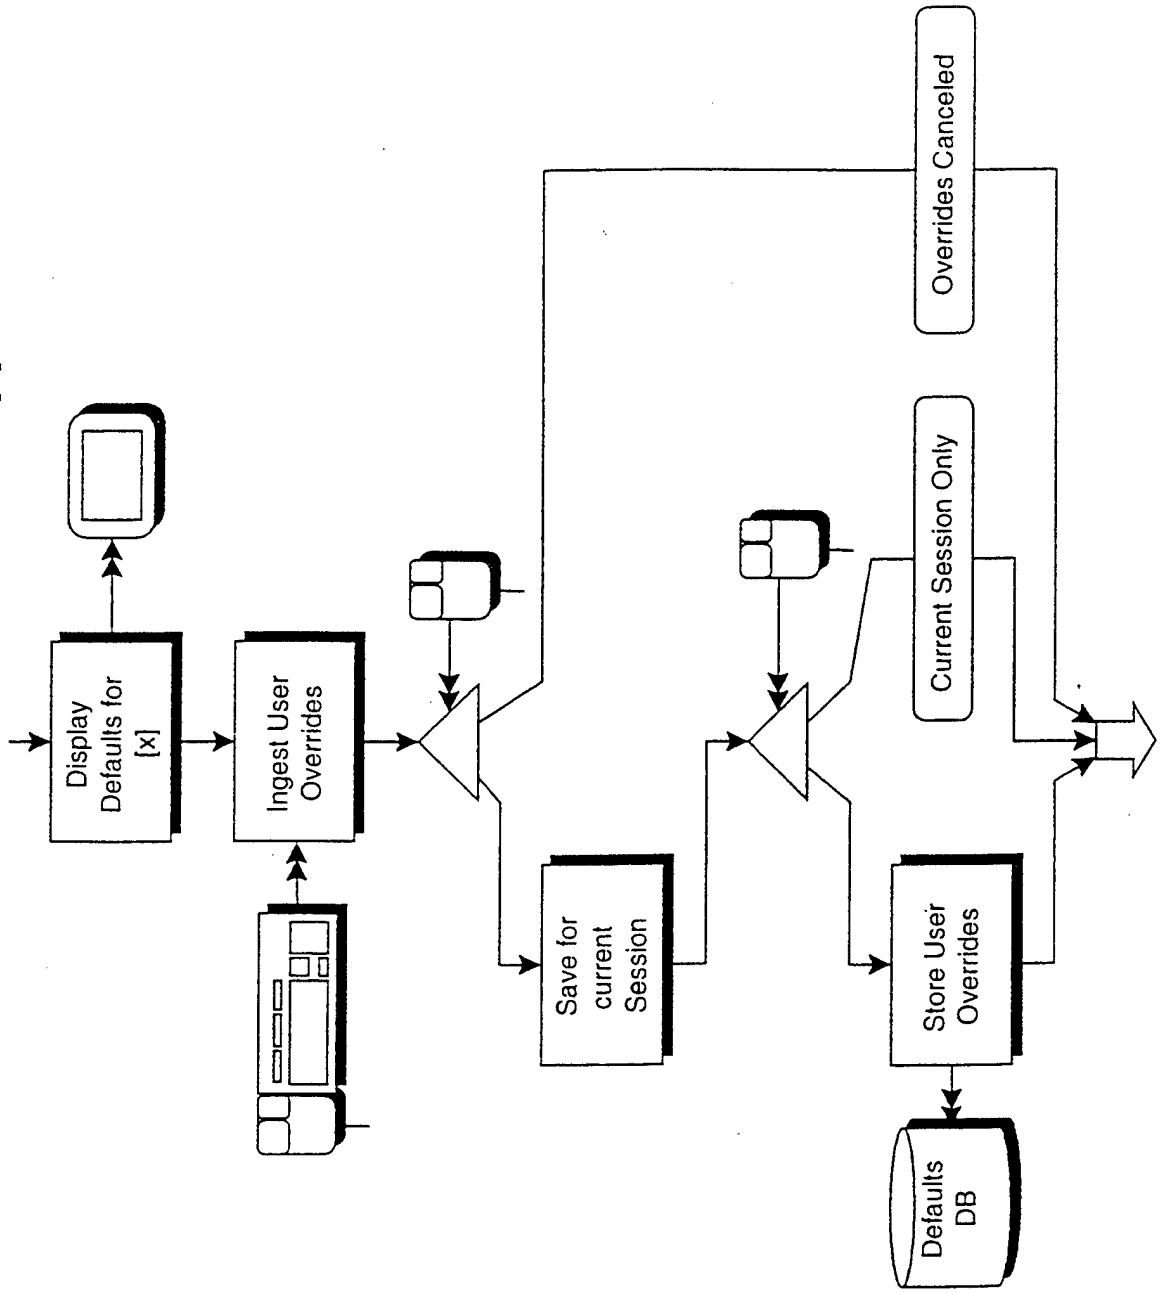 Display
Defaults for
[x]
Ingest User
Overrides
Save for
current
Session
Store User
Overrides
Defaults
DB
Current Session Only
Overrides Canceled